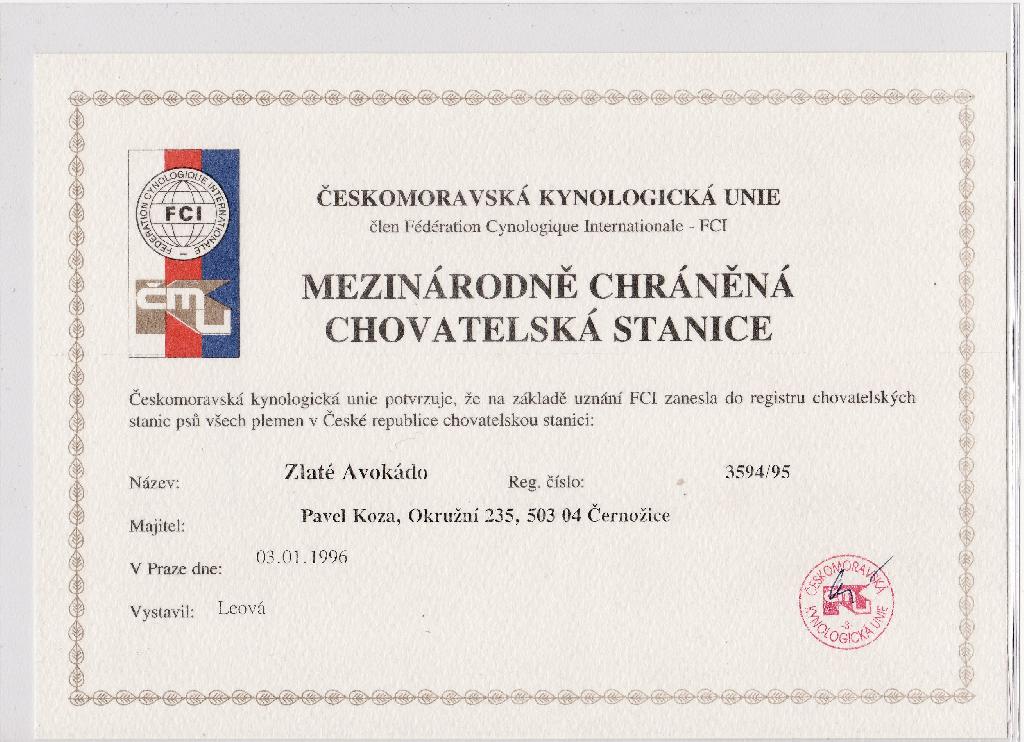 FEDERATION CYNOLOGIQUE INTERNATIONALE
FCI
ČMKU
ČESKOMORAVSKÁ KYNOLOGICKÁ UNIE
člen Fédération Cynologique Internationale - FCI
MEZINÁRODNĚ CHRÁNĚNÁ
CHOVATELSKÁ STANICE
Českomoravská kynologická unie potvrzuje, že na základě uznání FCI zanesla do registru chovatelských
stanic psů všech plemen v České republice chovatelskou stanici:
Název: Zlaté Avokádo Reg. číslo: 3594/95
Majitel: Pavel Koza, Okružní 235, 503 04 Černožice
V Praze dne: 03.01.1996
Vystavil: Leová
ČESKOMORAVSKÁ
KYNOLOGICKÁ UNIE
-3-